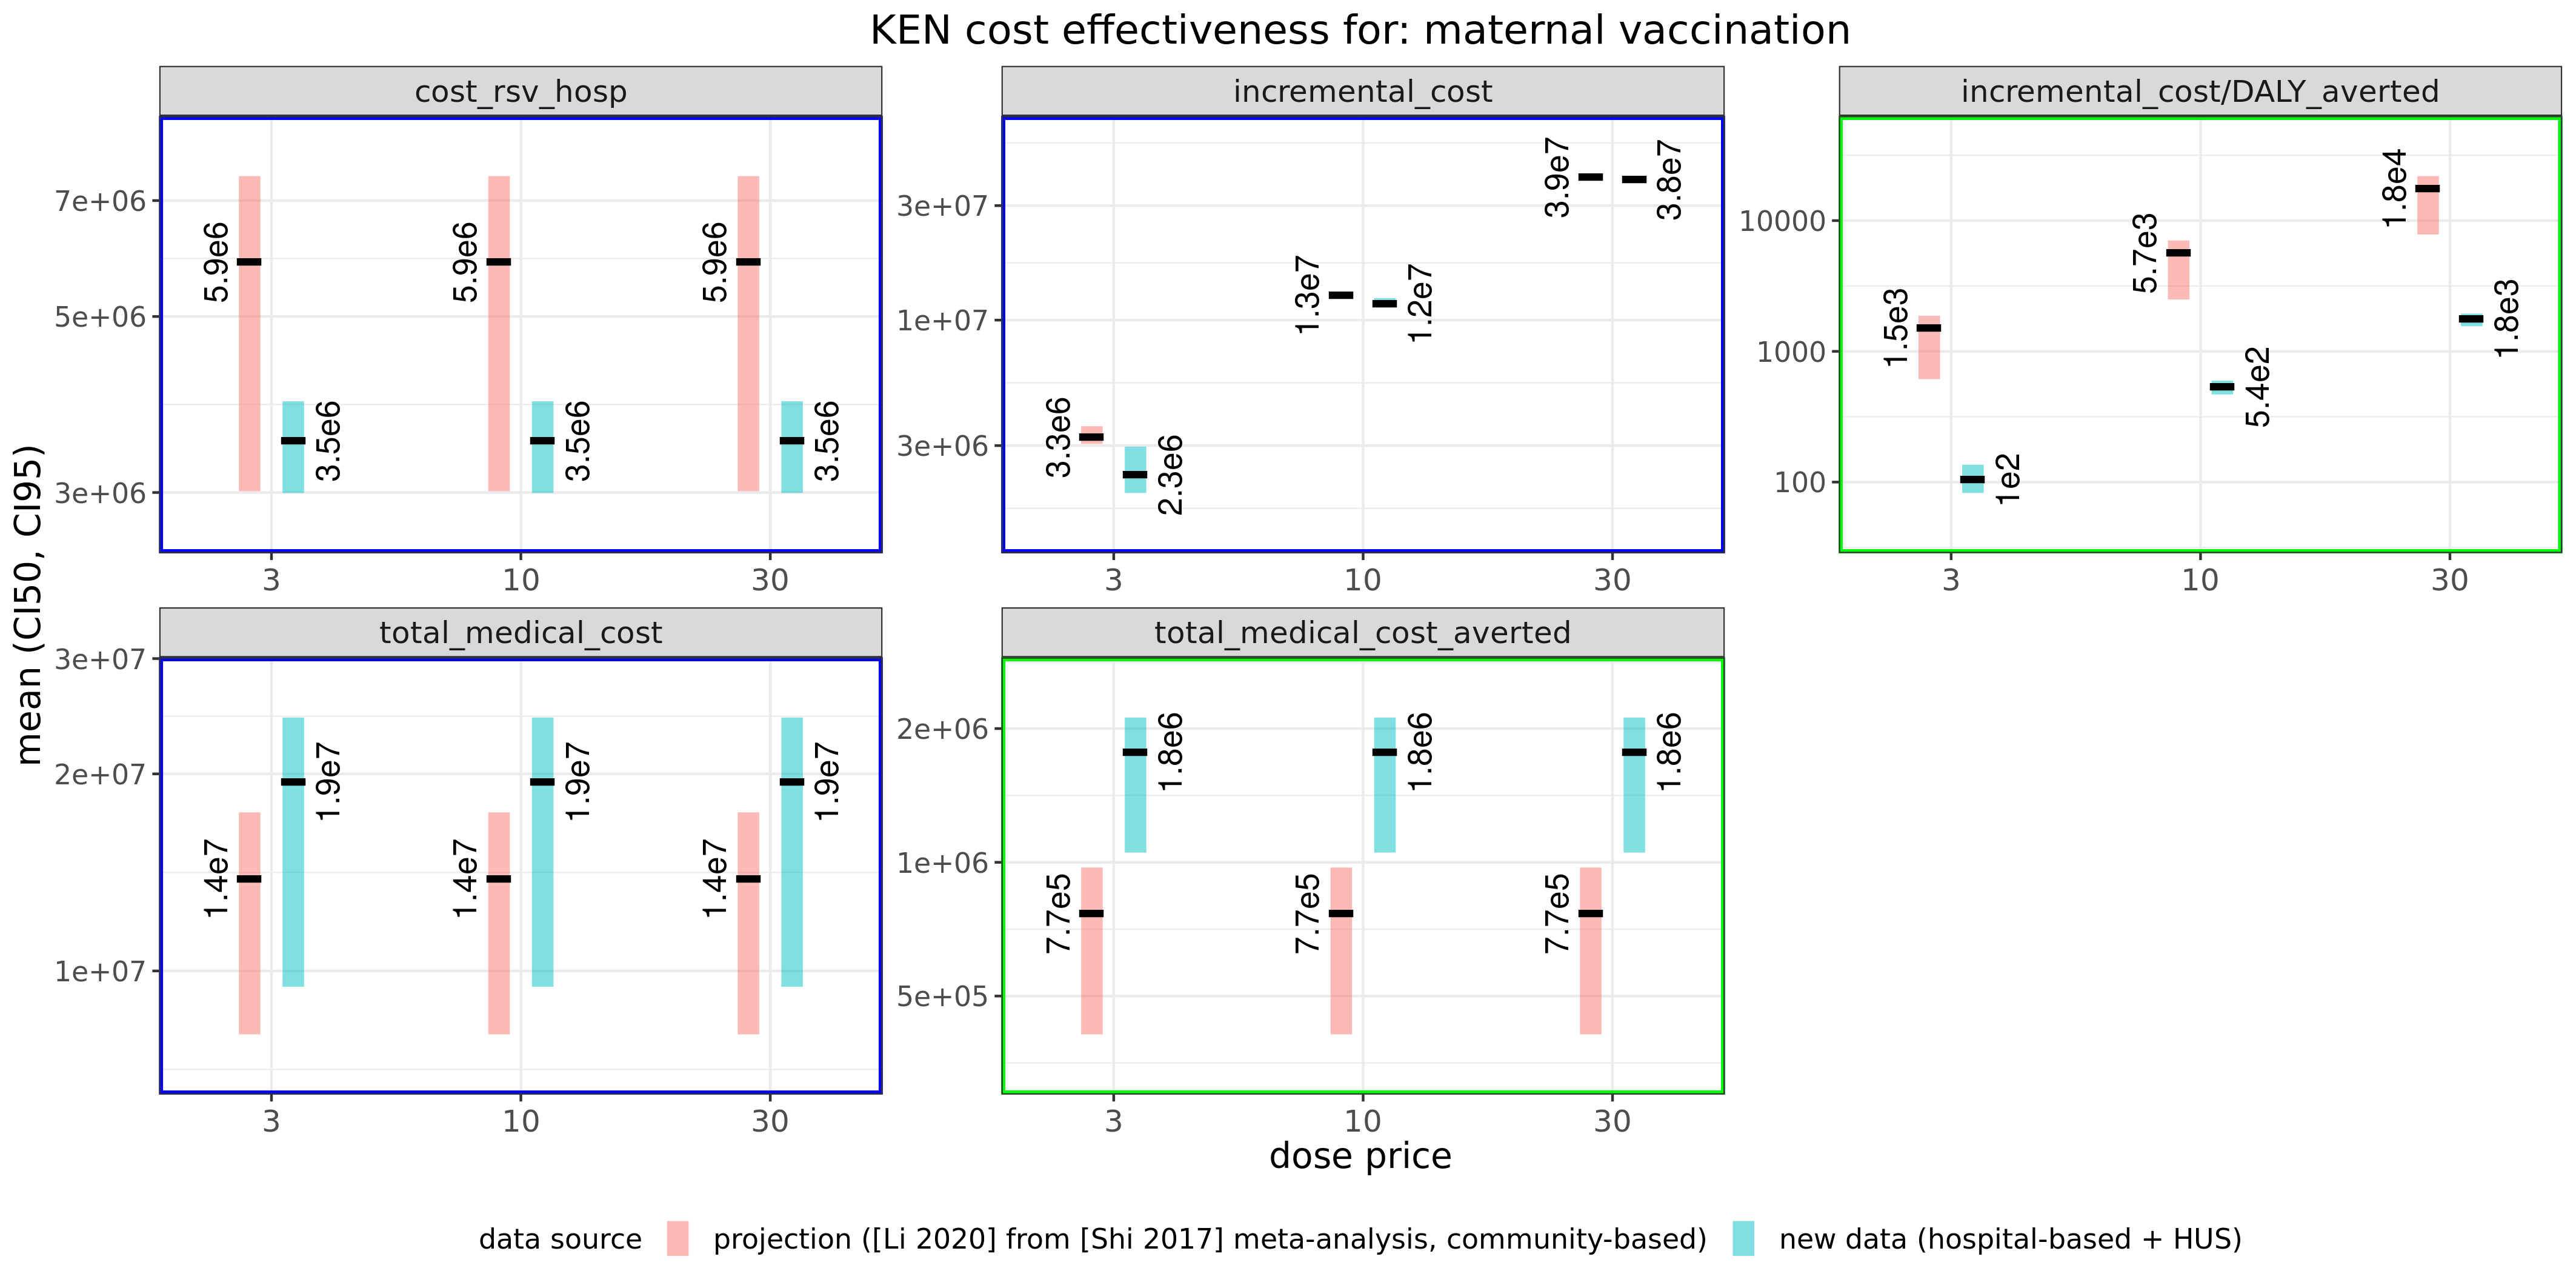 KEN cost effectiveness for: maternal vaccination
mean (CI50, CI95)
cost_rsv_hosp
7e+06
5e+06
3e+06
5.9e6
3.5e6
5.9e6
3.5e6
5.9e6
3.5e6
3 10 30
incremental_cost
3e+07
1e+07
3e+06
3.3e6
2.3e6
1.3e7
1.2e7
3.9e7
3.8e7
3 10 30
incremental_cost/DALY_averted
10000
1000
100
1.5e3
1e2
5.7e3
5.4e2
1.8e4
1.8e3
3 10 30
total_medical_cost
3e+07
2e+07
1e+07
1.4e7
1.9e7
1.4e7
1.9e7
1.4e7
1.9e7
3 10 30
total_medical_cost_averted
2e+06
1e+06
5e+05
7.7e5
1.8e6
7.7e5
1.8e6
7.7e5
1.8e6
3 10 30
dose price
data source projection ([Li 2020] from [Shi 2017] meta-analysis, community-based) new data (hospital-based + HUS)